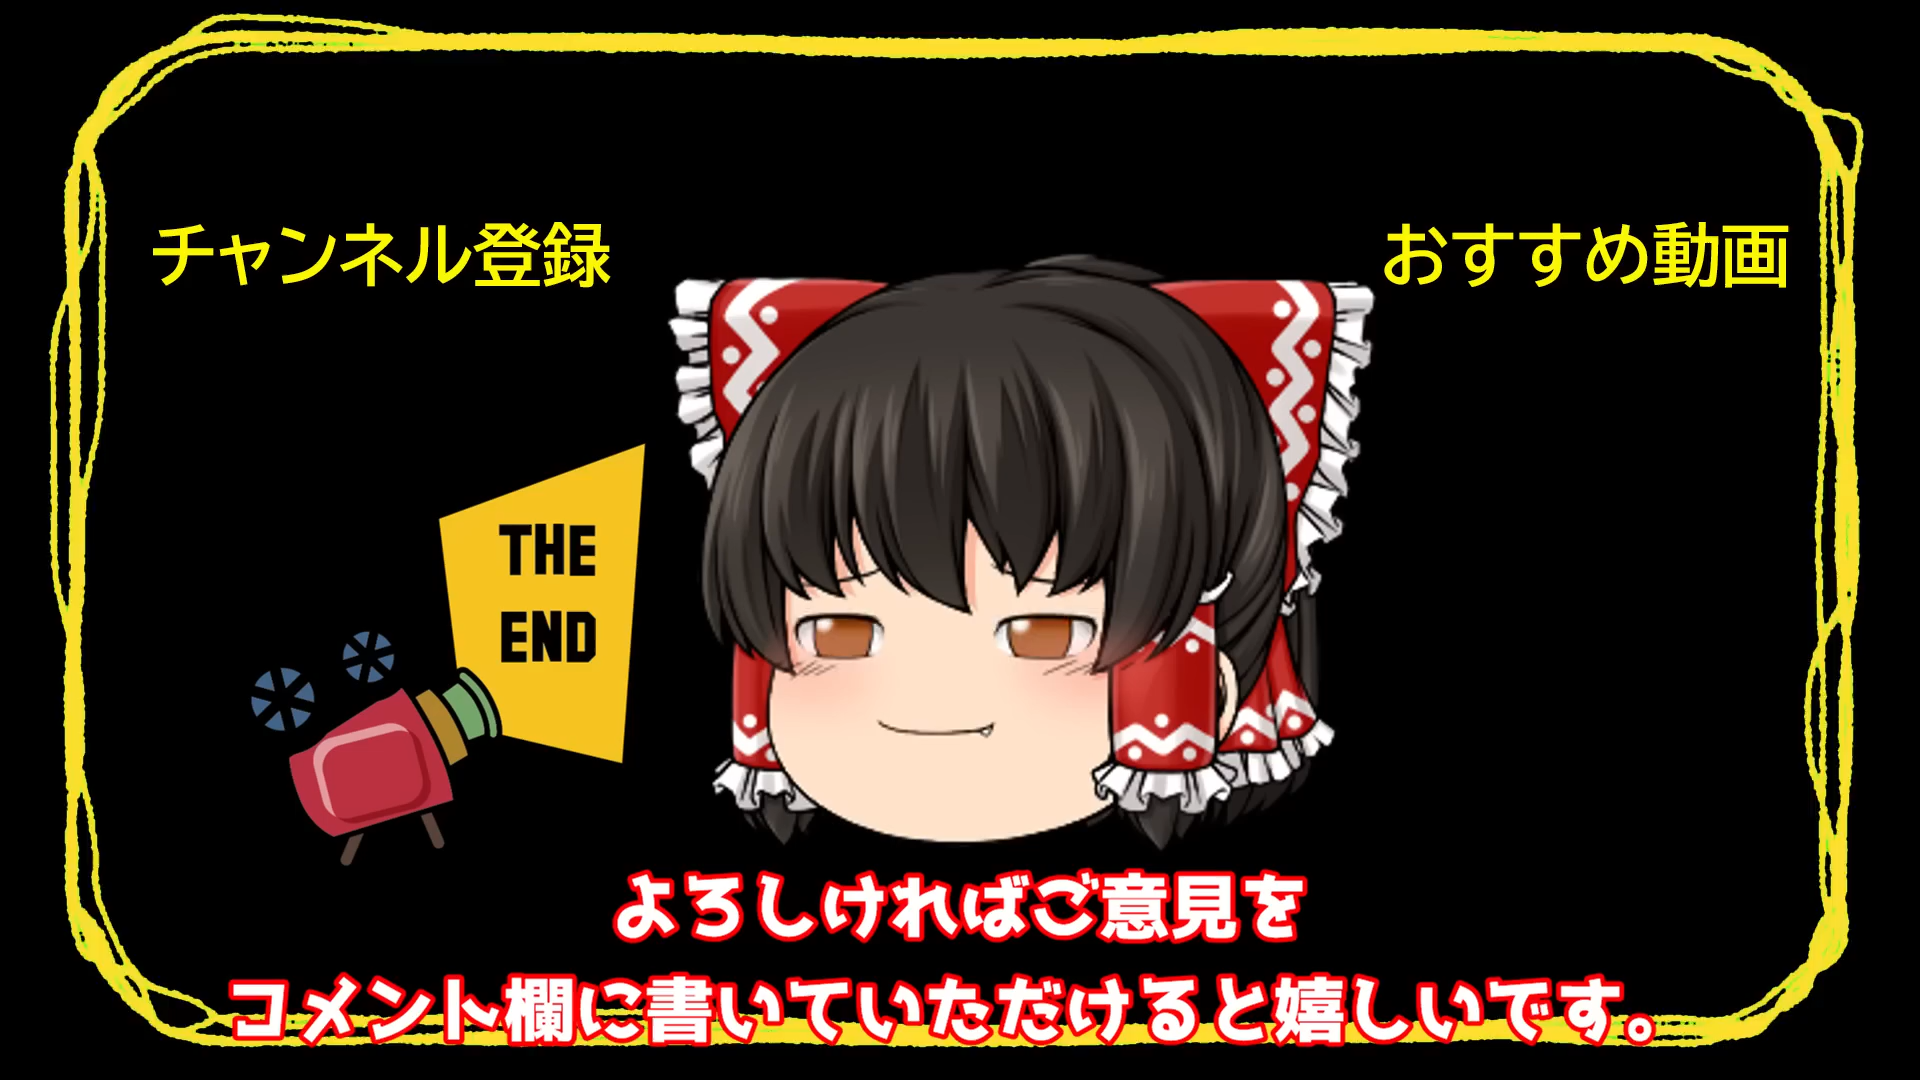 チャンネル登録
おすすめ動画
THE
END
よろしければご意見を
コメント欄に書いていただけると嬉しいです。